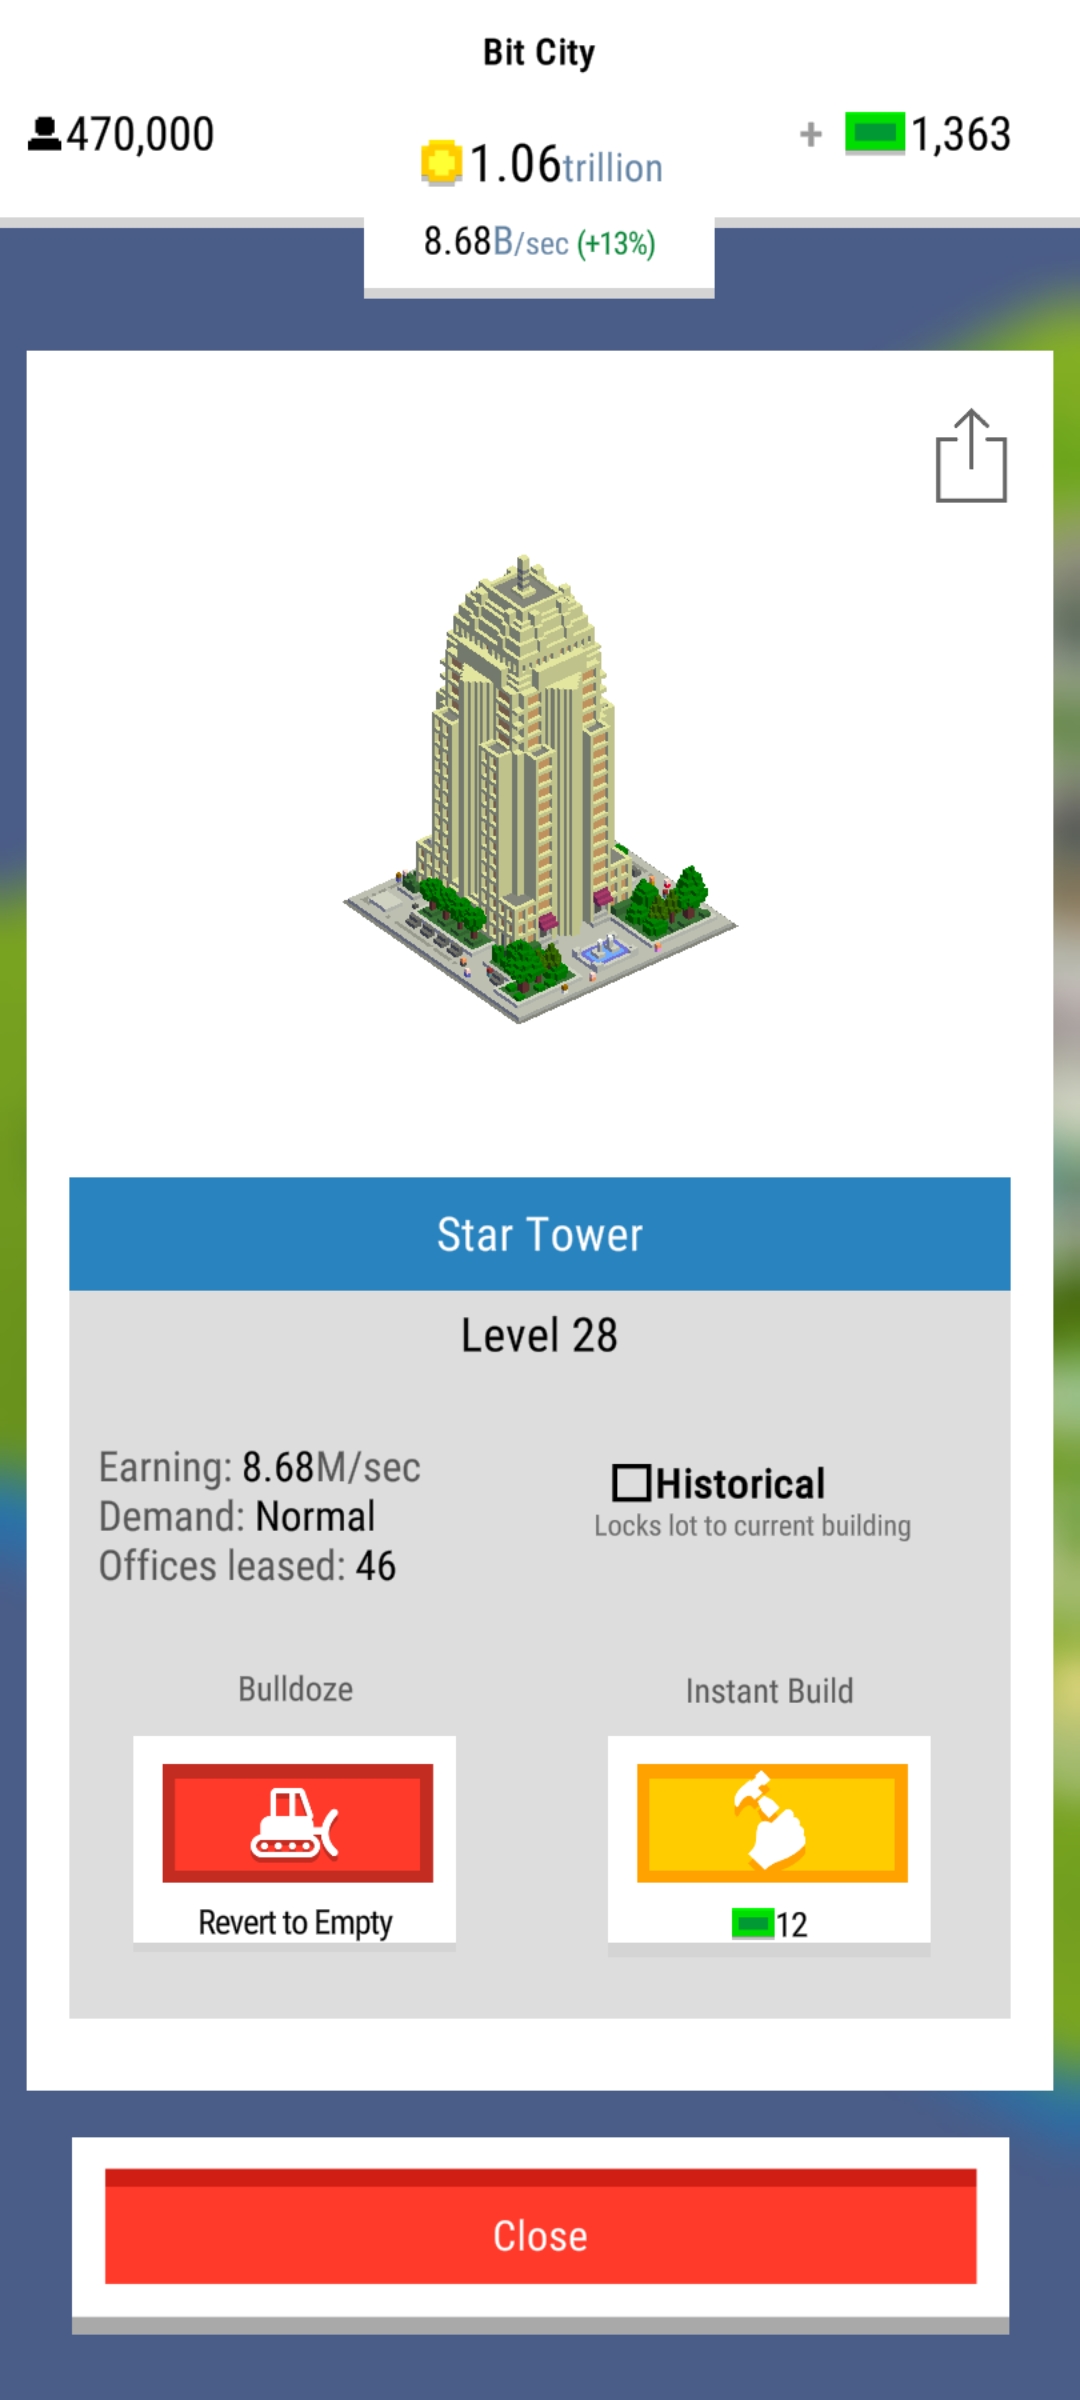 Bit City
470,000
1.06trillion
+ 1,363
8.68B/sec (+13%)
Star Tower
Level 28
Earning: 8.68M/sec
Demand: Normal
Offices leased: 46
Historical
Locks lot to current building
Bulldoze
Revert to Empty
Instant Build
12
Close